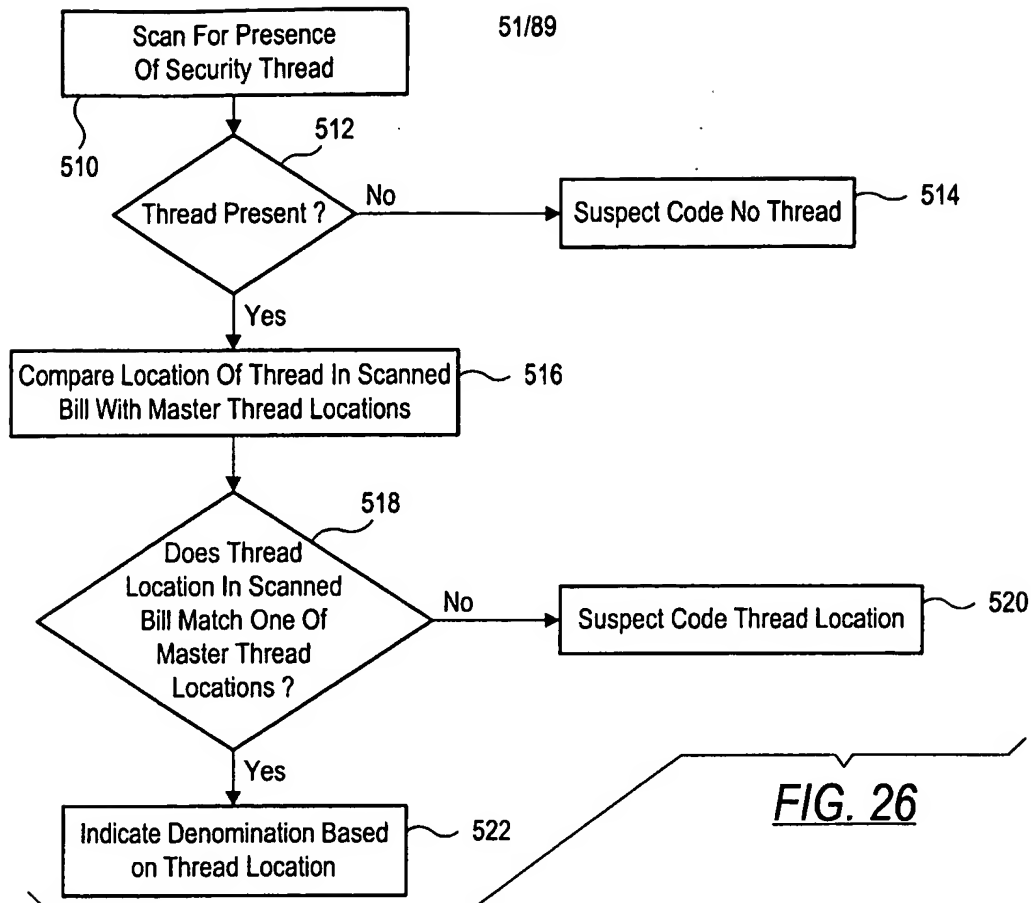 51/89
Scan For Presence
Of Security Thread
510
512
Thread Present ?
No
Suspect Code No Thread
514
Yes
Compare Location Of Thread In Scanned
Bill With Master Thread Locations
516
518
Does Thread
Location In Scanned
Bill Match One Of
Master Thread
Locations ?
No
Suspect Code Thread Location
520
Yes
Indicate Denomination Based
on Thread Location
522
FIG. 26